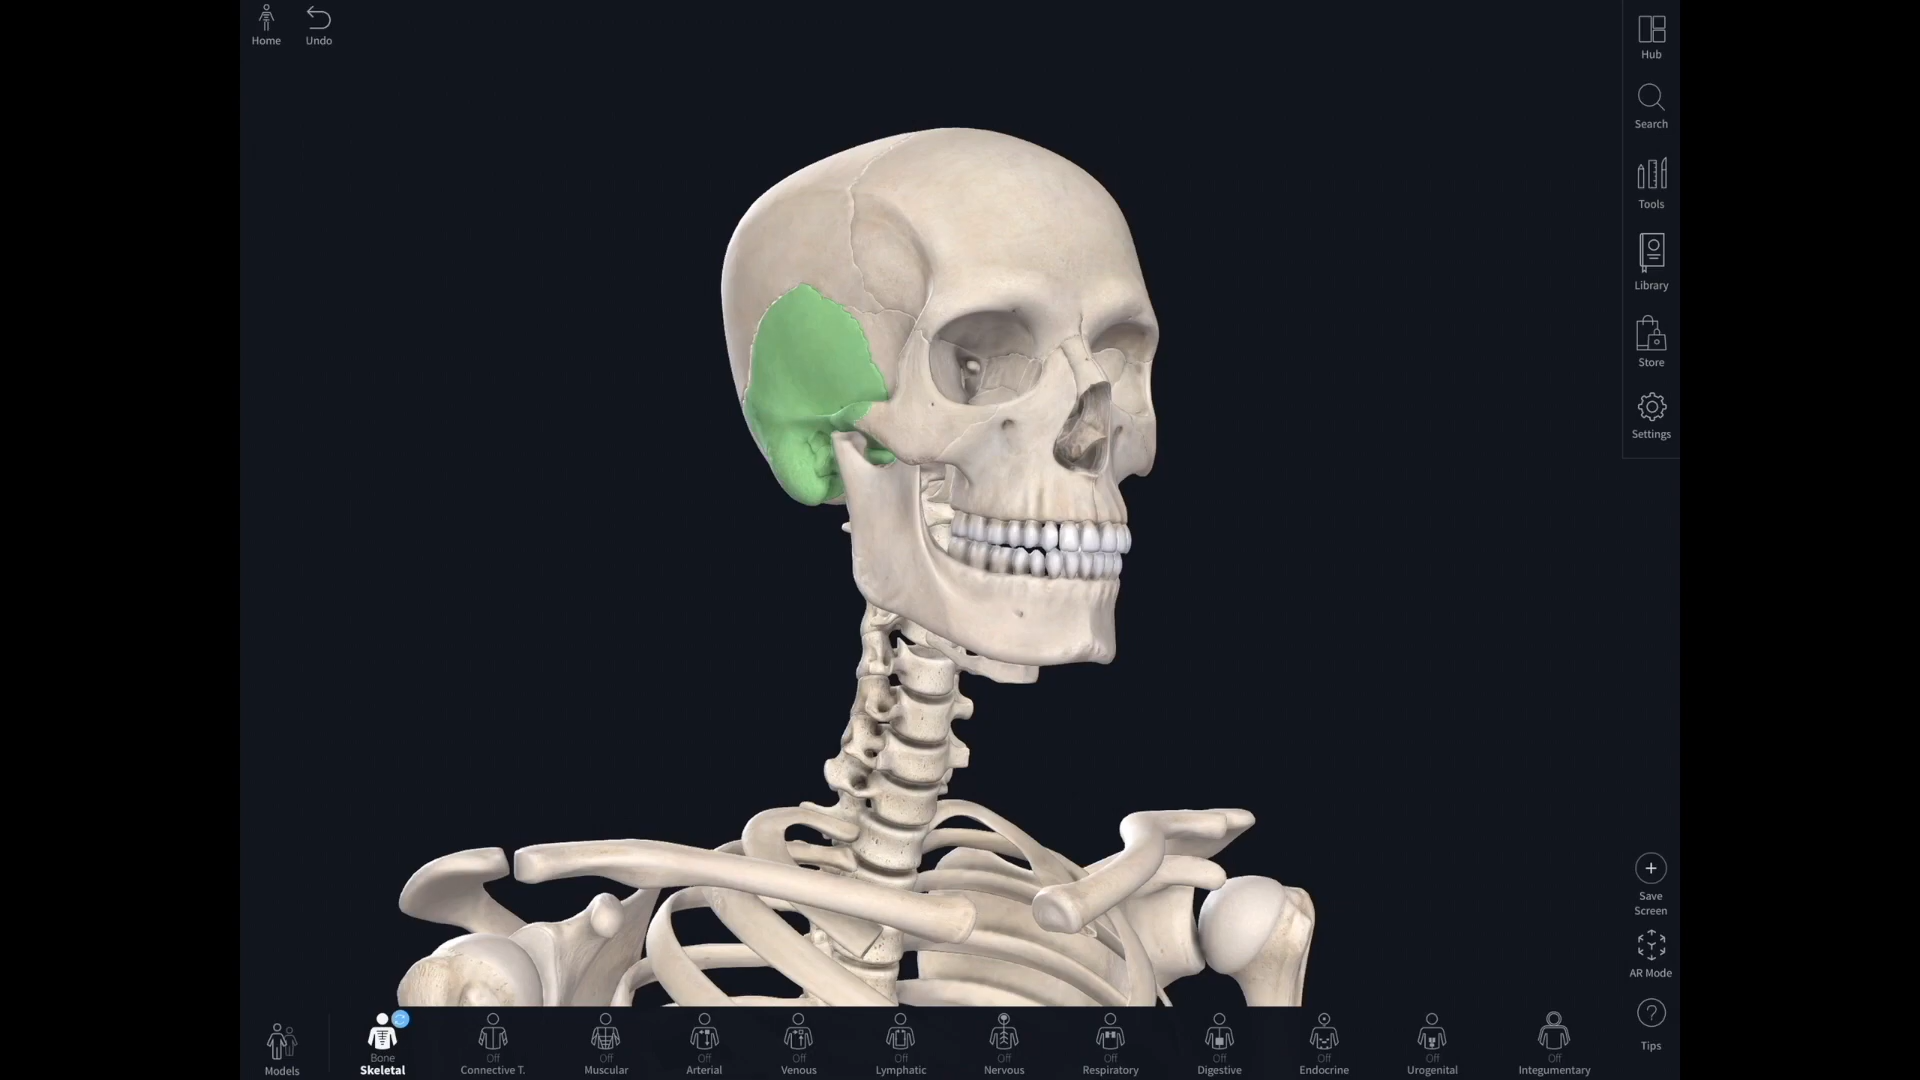 Home
Undo
Hub
Search
Tools
Library
Store
Settings
Save
Screen
AR Mode
?
Tips
Models
Bone
Skeletal
Off
Connective T.
Off
Muscular
Off
Arterial
Off
Venous
Off
Lymphatic
Off
Nervous
Off
Respiratory
Off
Digestive
Off
Endocrine
Off
Urogenital
Off
Integumentary